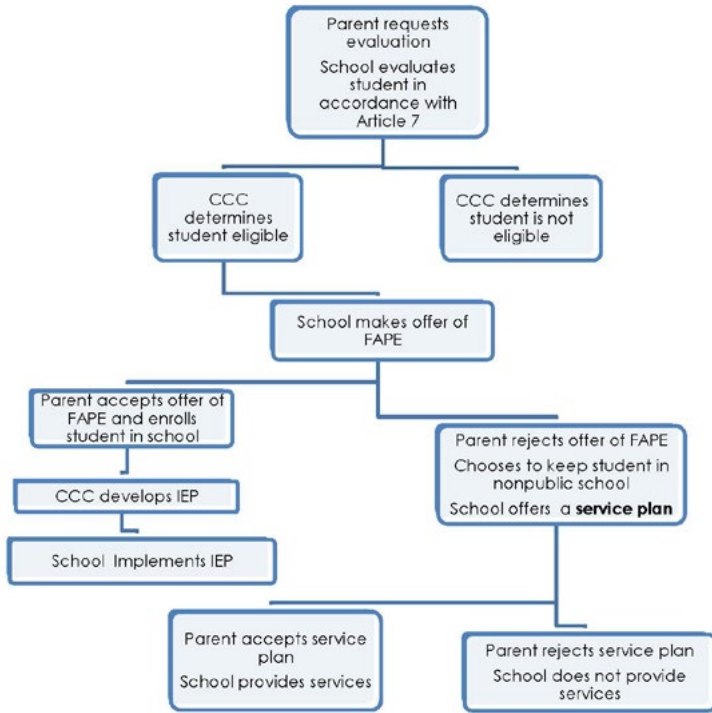 Parent requests
evaluation
School evaluates
student in
accordance with
Article 7
CCC
determines
student eligible
CCC determines
student is not
eligible
School makes offer of
FAPE
Parent accepts offer of
FAPE and enrolls
student in school
Parent rejects offer of FAPE
Chooses to keep student in
nonpublic school
School offers a service plan
CCC develops IEP
School Implements IEP
Parent accepts service
plan
School provides services
Parent rejects service plan
School does not provide
services